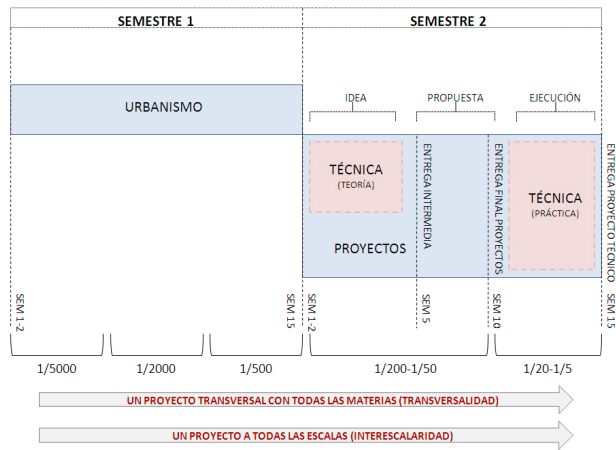 SEMESTRE 1
SEMESTRE 2
URBANISMO
IDEA
PROPUESTA
EJECUCIÓN
TÉCNICA
(TEORÍA)
PROYECTOS
ENTREGA INTERMEDIA
ENTREGA FINAL PROYECTOS
TÉCNICA
(PRÁCTICA)
ENTREGA PROYECTO TÉCNICO
SEM 1-2
SEM 15
SEM 1-2
SEM 5
SEM 10
SEM 15
1/5000
1/2000
1/500
1/200-1/50
1/20-1/5
UN PROYECTO TRANSVERSAL CON TODAS LAS MATERIAS (TRANSVERSALIDAD)
UN PROYECTO A TODAS LAS ESCALAS (INTERESCALARIDAD)